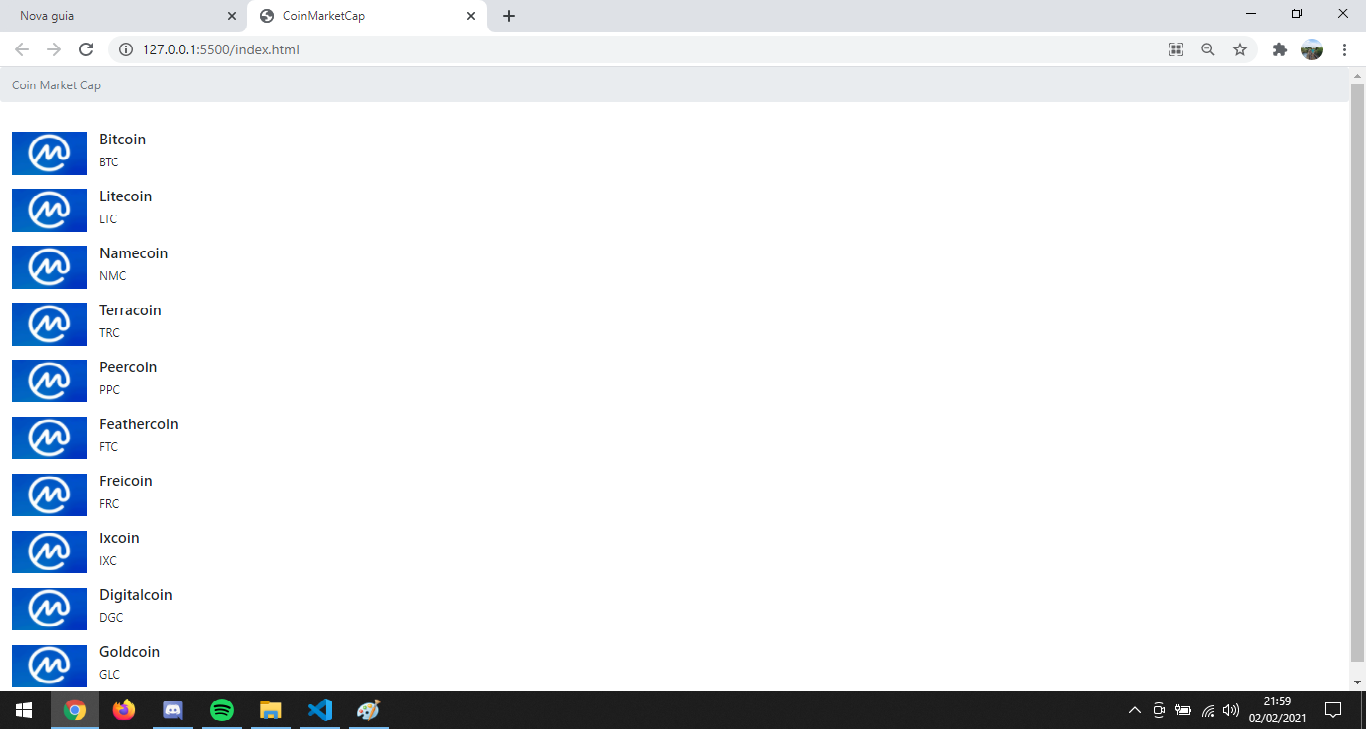 Nova guia
CoinMarketCap
127.0.0.1:5500/index.html
Coin Market Cap
Bitcoin
BTC
Litecoin
LTC
Namecoin
NMC
Terracoin
TRC
Peercoin
PPC
Feathercoin
FTC
Freicoin
FRC
Ixcoin
IXC
Digitalcoin
DGC
Goldcoin
GLC
21:59
02/02/2021